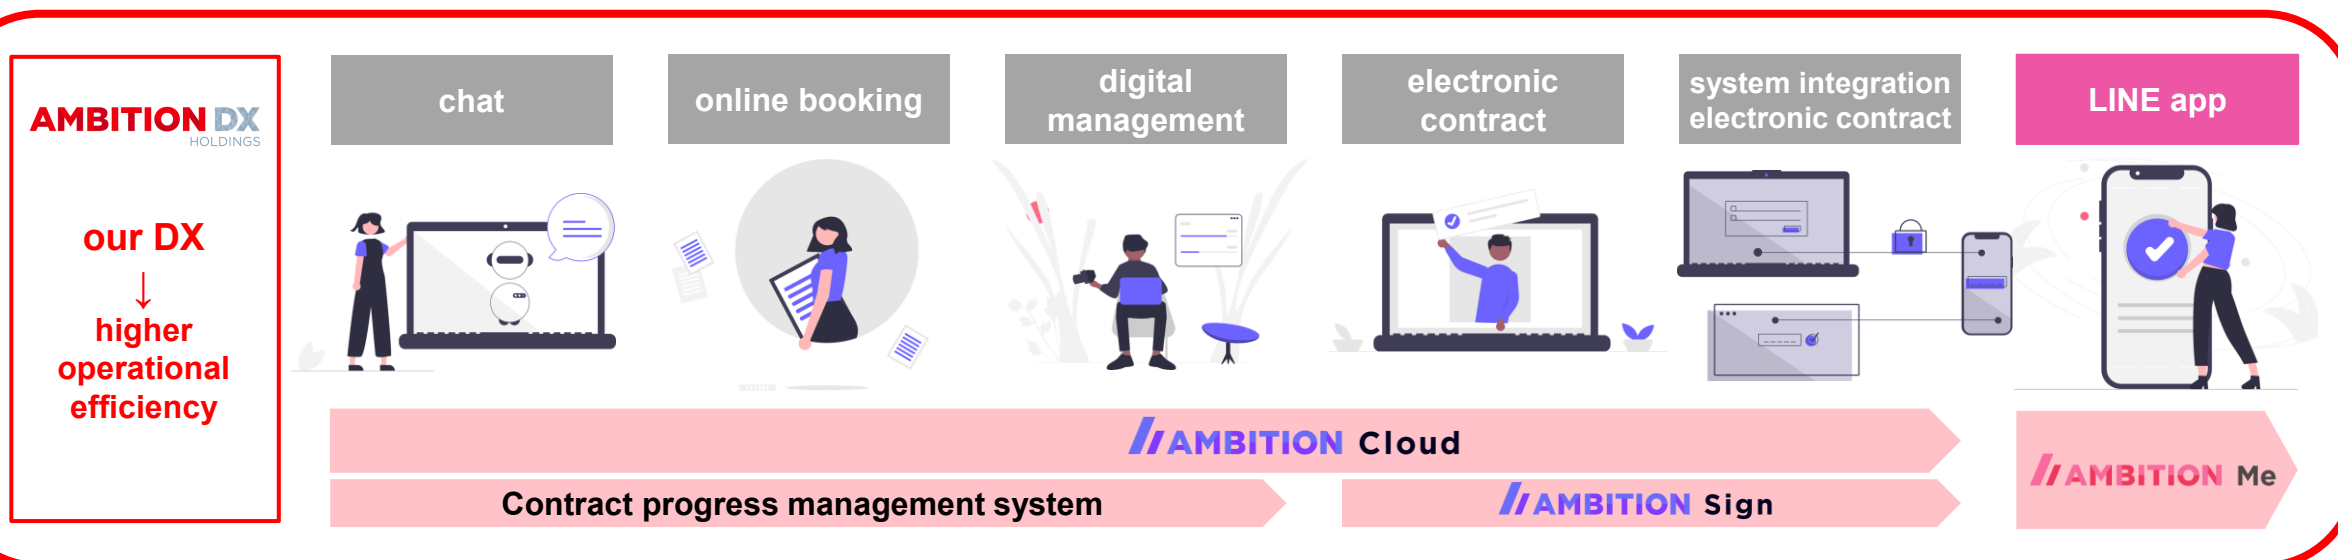 AMBITION DX
HOLDINGS
our DX
↓
higher
operational
efficiency
chat
online booking
digital
management
electronic
contract
system integration
electronic contract
LINE app
AMBITION Cloud
Contract progress management system
AMBITION Sign
AMBITION Me